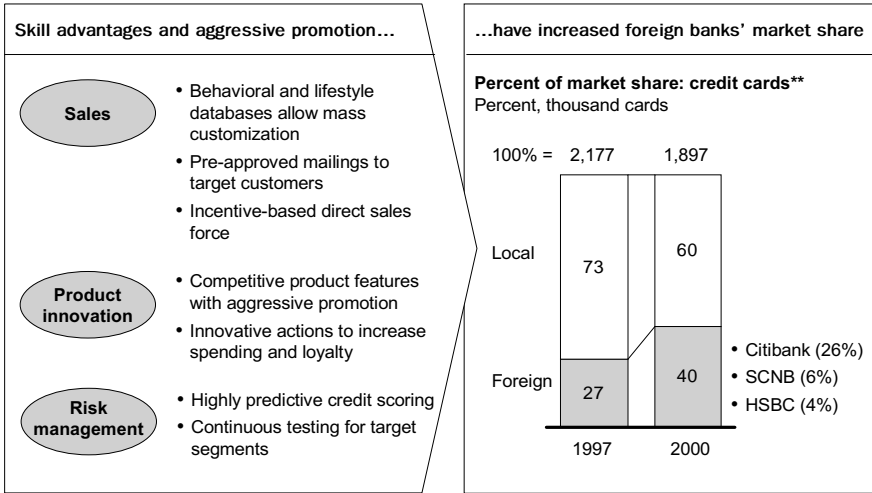 Skill advantages and aggressive promotion…
Sales
• Behavioral and lifestyle
databases allow mass
customization
• Pre-approved mailings to
target customers
• Incentive-based direct sales
force
Product
innovation
• Competitive product features
with aggressive promotion
• Innovative actions to increase
spending and loyalty
Risk
management
• Highly predictive credit scoring
• Continuous testing for target
segments
…have increased foreign banks’ market share
Percent of market share: credit cards**
Percent, thousand cards
100% = 2,177 1,897
Local 73 60
Foreign 27 40
• Citibank (26%)
• SCNB (6%)
• HSBC (4%)
1997 2000